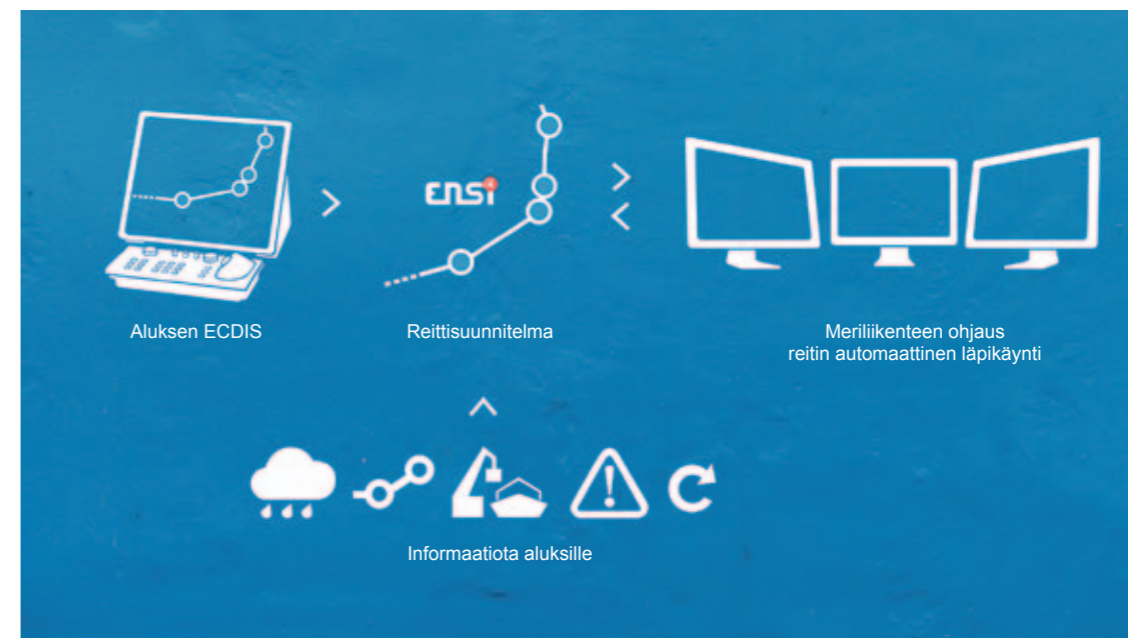 ENSI
Aluksen ECDIS
Reittisuunnitelma
Meriliikenteen ohjaus
reitin automaattinen läpikäynti
Informaatiota aluksille